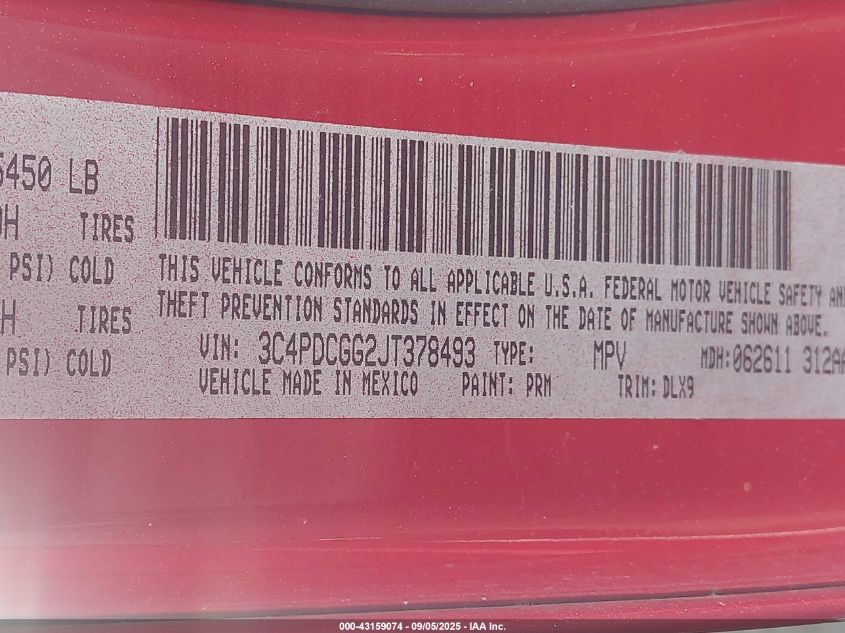 5450 LB
H TIRES
PSI) COLD
H TIRES
PSI) COLD
THIS VEHICLE CONFORMS TO ALL APPLICABLE U.S.A. FEDERAL MOTOR VEHICLE SAFETY AN
THEFT PREVENTION STANDARDS IN EFFECT ON THE DATE OF MANUFACTURE SHOWN ABOVE.
VIN: 3C4PDCGG2JT378493 TYPE: MPV MDH:062611 312AA
VEHICLE MADE IN MEXICO PAINT: PRM TRIM: DLX9
000-43159074 - 09/05/2025 - IAA Inc.